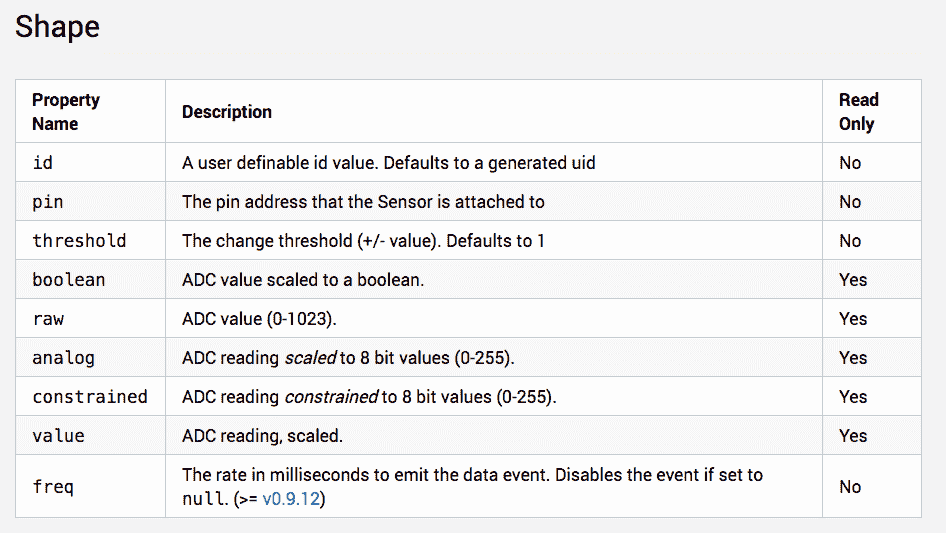 Shape
Property Name Description Read Only
id A user definable id value. Defaults to a generated uid No
pin The pin address that the Sensor is attached to No
threshold The change threshold (+/- value). Defaults to 1 No
boolean ADC value scaled to a boolean. Yes
raw ADC value (0-1023). Yes
analog ADC reading scaled to 8 bit values (0-255). Yes
constrained ADC reading constrained to 8 bit values (0-255). Yes
value ADC reading, scaled. Yes
freq The rate in milliseconds to emit the data event. Disables the event if set to
null. (>= v0.9.12) No